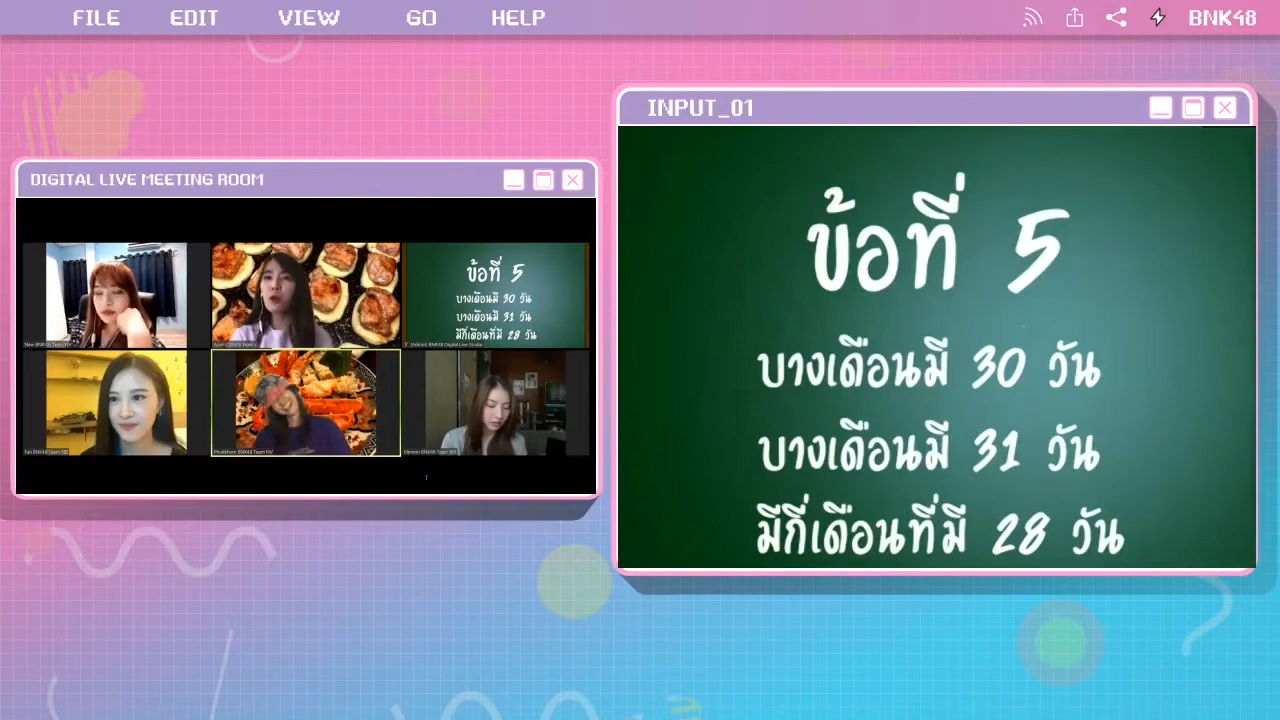 FILE EDIT VIEW GO HELP BNK48
DIGITAL LIVE MEETING ROOM
ข้อที่ 5
บางเดือนมี 30 วัน
บางเดือนมี 31 วัน
มีกี่เดือนที่มี 28 วัน
INPUT_01
ข้อที่ 5
บางเดือนมี 30 วัน
บางเดือนมี 31 วัน
มีกี่เดือนที่มี 28 วัน